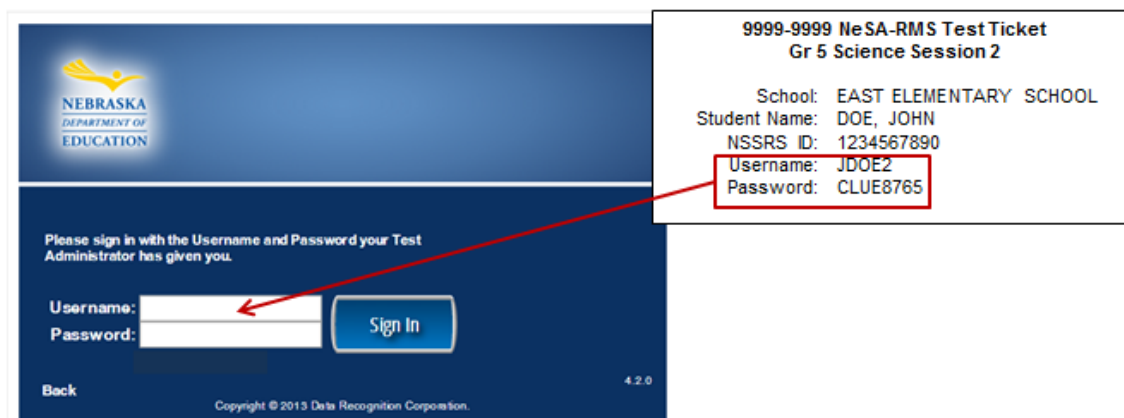 NEBRASKA
DEPARTMENT OF
EDUCATION
9999-9999 NeSA-RMS Test Ticket
Gr 5 Science Session 2
School: EAST ELEMENTARY SCHOOL
Student Name: DOE, JOHN
NSSRS ID: 1234567890
Username: JDOE2
Password: CLUE8765
Please sign in with the Username and Password your Test
Administrator has given you.
Username:
Password:
Sign In
Back
4.2.0
Copyright © 2013 Data Recognition Corporation.